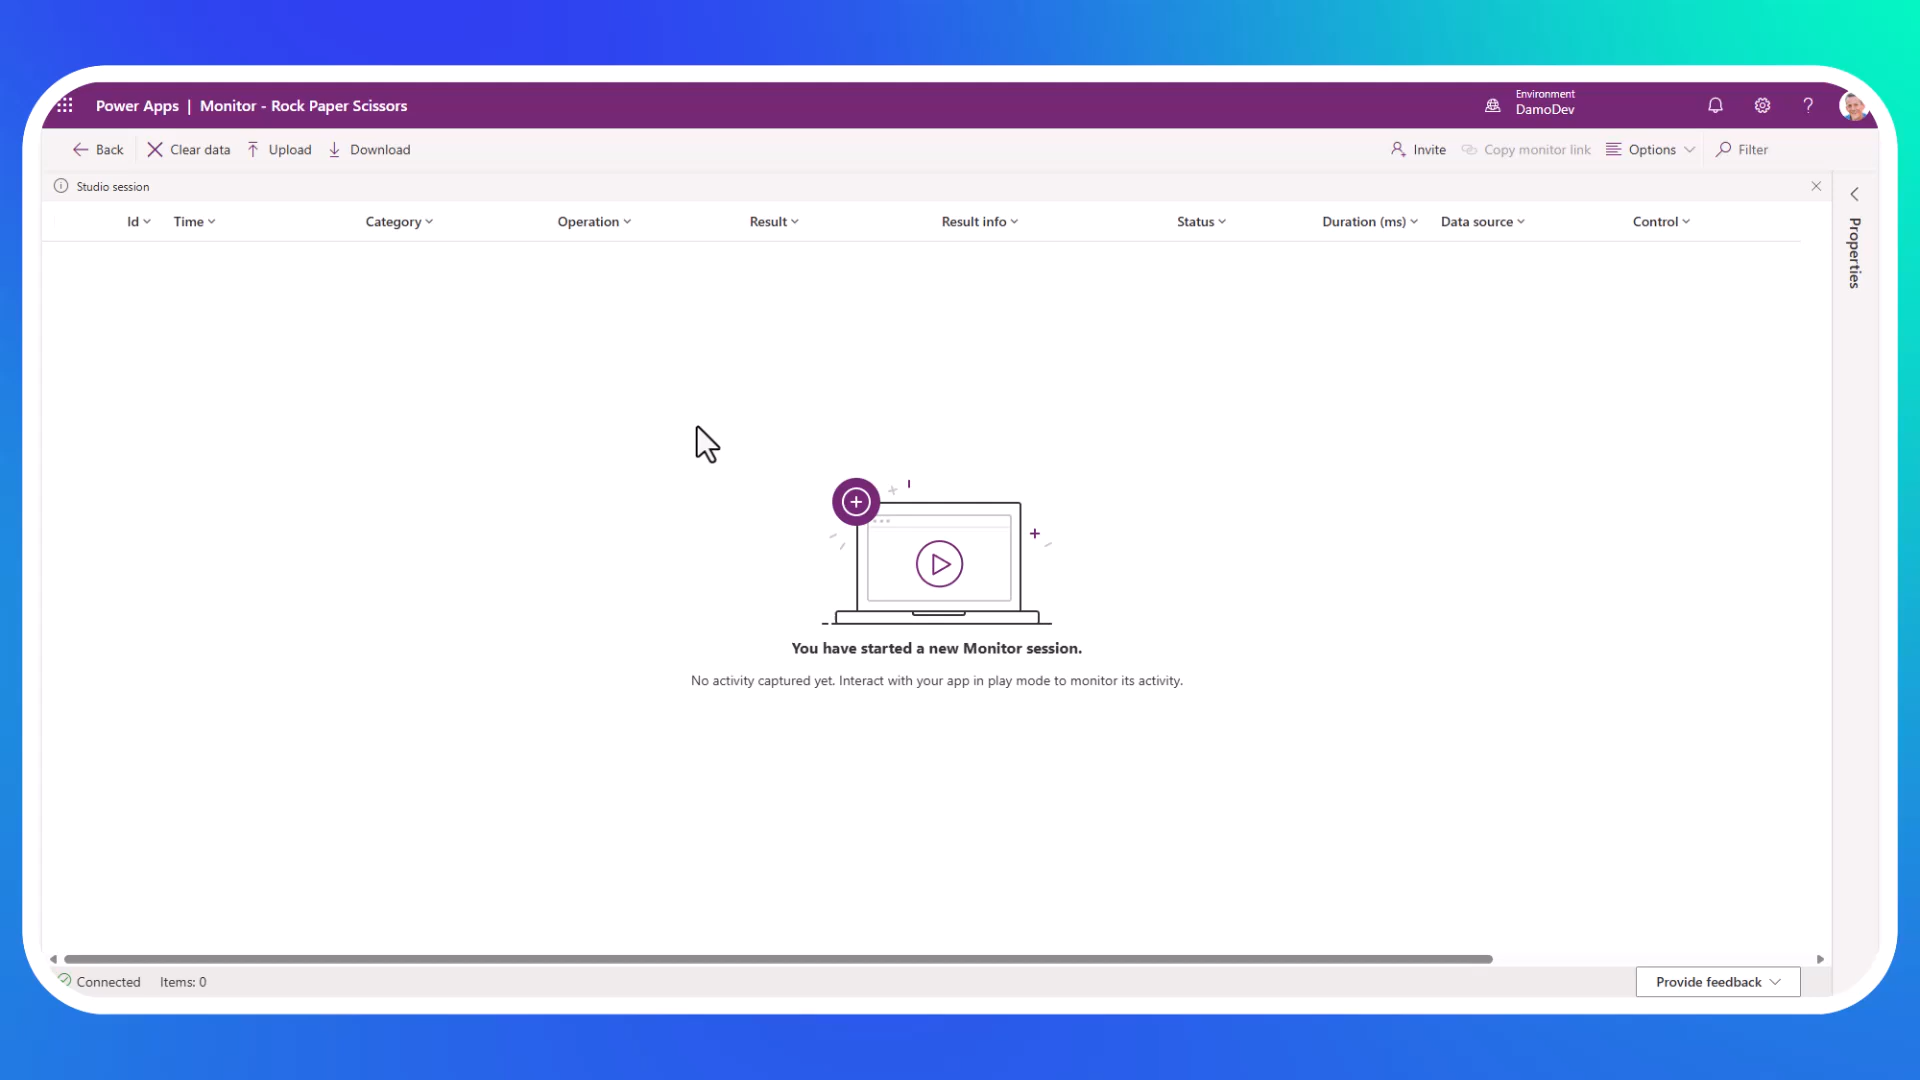 Power Apps | Monitor - Rock Paper Scissors
Environment
DamoDev
?
Back
Clear data
Upload
Download
Invite
Copy monitor link
Options
Filter
Studio session
Id
Time
Category
Operation
Result
Result info
Status
Duration (ms)
Data source
Control
Properties
You have started a new Monitor session.
No activity captured yet. Interact with your app in play mode to monitor its activity.
Connected
Items: 0
Provide feedback